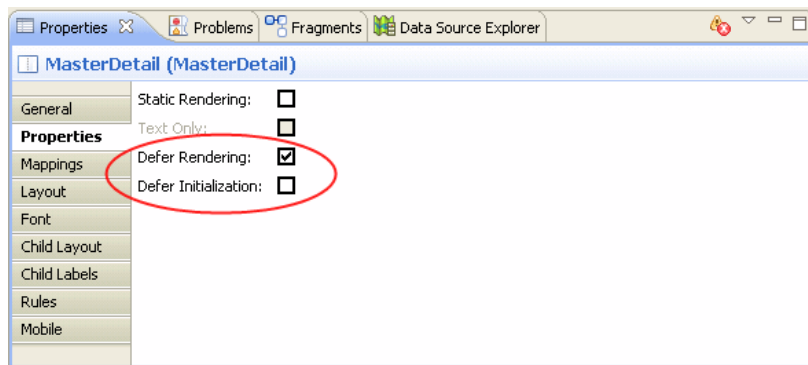 Properties Problems Fragments Data Source Explorer
MasterDetail (MasterDetail)
General
Properties
Mappings
Layout
Font
Child Layout
Child Labels
Rules
Mobile
Static Rendering:
Text Only:
Defer Rendering:
Defer Initialization: